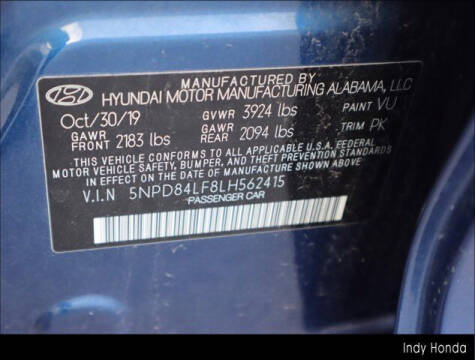 MANUFACTURED BY
HYUNDAI MOTOR MANUFACTURING ALABAMA, LLC
Oct/30/19 GVWR 3924 lbs PAINT VU
GAWR FRONT 2183 lbs GAWR REAR 2094 lbs TRIM PK
THIS VEHICLE CONFORMS TO ALL APPLICABLE FEDERAL
MOTOR VEHICLE SAFETY, BUMPER, AND THEFT PREVENTION STANDARDS
IN EFFECT ON THE DATE OF MANUFACTURE SHOWN ABOVE.
V.I.N 5NPD84LF8LH562415
PASSENGER CAR
Indy Honda